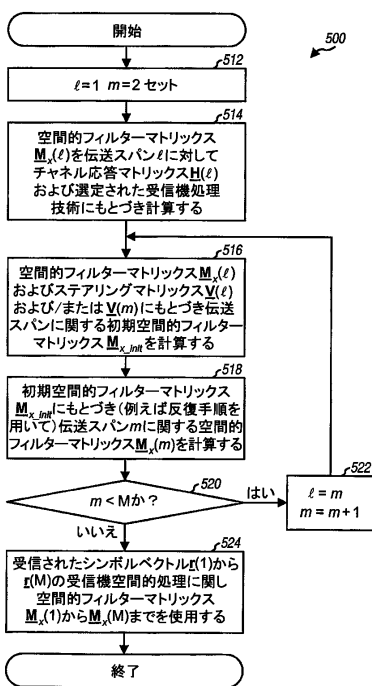 開始
500
512
ℓ=1 m=2 セット
514
空間的フィルターマトリックス
M_x(ℓ)を伝送スパンℓに対して
チャネル応答マトリックスH(ℓ)
および選定された受信機処理
技術にもとづき計算する
516
空間的フィルターマトリックスM_x(ℓ)
およびステアリングマトリックスV(ℓ)
および/またはV(m)にもとづき伝送
スパンに関する初期空間的フィルター
マトリックスM_x_initを計算する
518
初期空間的フィルターマトリックス
M_x_initにもとづき(例えば反復手順を
用いて)伝送スパンmに関する空間的
フィルターマトリックスM_x(m)を計算する
520
m < Mか?
はい
522
ℓ = m
m = m+1
いいえ
524
受信されたシンボルベクトルr(1)から
r(M)の受信機空間的処理に関し
空間的フィルターマトリックス
M_x(1)からM_x(M)までを使用する
終了